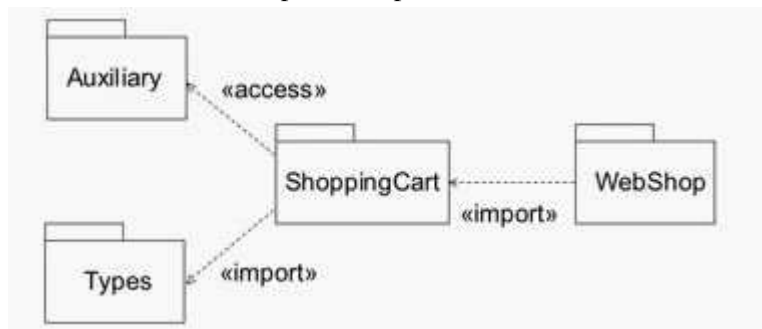 Auxiliary
«access»
ShoppingCart
WebShop
«import»
Types
«import»